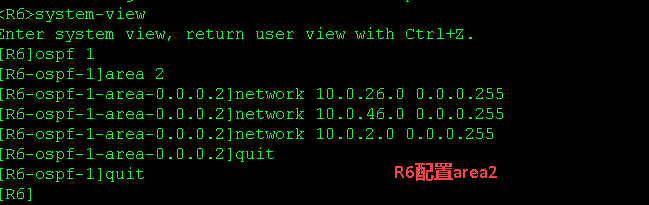 <R6>system-view
Enter system view, return user view with Ctrl+Z.
[R6]ospf 1
[R6-ospf-1]area 2
[R6-ospf-1-area-0.0.0.2]network 10.0.26.0 0.0.0.255
[R6-ospf-1-area-0.0.0.2]network 10.0.46.0 0.0.0.255
[R6-ospf-1-area-0.0.0.2]network 10.0.2.0 0.0.0.255
[R6-ospf-1-area-0.0.0.2]quit
[R6-ospf-1]quit
R6配置area2
[R6]